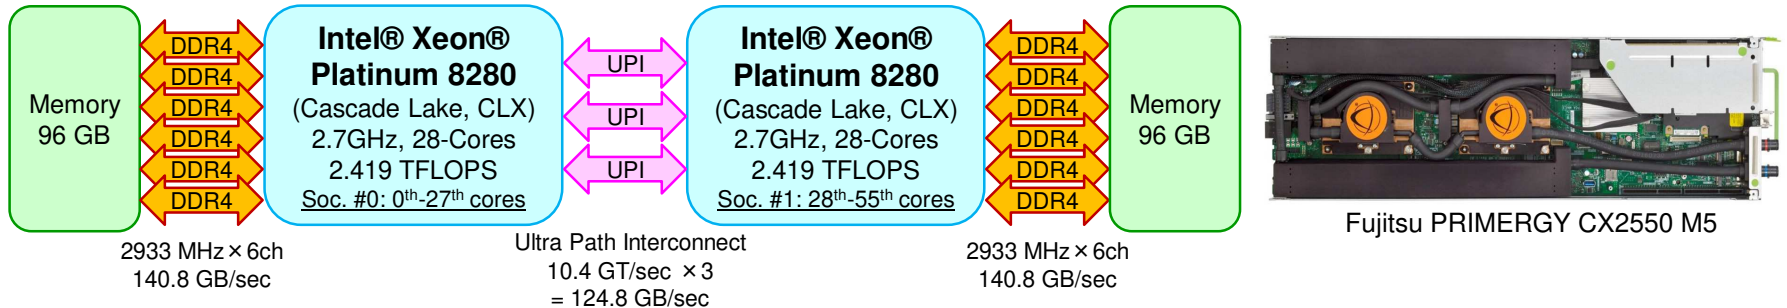 Memory
96 GB
DDR4
DDR4
DDR4
DDR4
DDR4
DDR4
2933 MHz×6ch
140.8 GB/sec
Intel® Xeon®
Platinum 8280
(Cascade Lake, CLX)
2.7GHz, 28-Cores
2.419 TFLOPS
Soc. #0: 0th-27th cores
UPI
UPI
UPI
Ultra Path Interconnect
10.4 GT/sec ×3
= 124.8 GB/sec
Intel® Xeon®
Platinum 8280
(Cascade Lake, CLX)
2.7GHz, 28-Cores
2.419 TFLOPS
Soc. #1: 28th-55th cores
DDR4
DDR4
DDR4
DDR4
DDR4
DDR4
2933 MHz×6ch
140.8 GB/sec
Memory
96 GB
Fujitsu PRIMERGY CX2550 M5